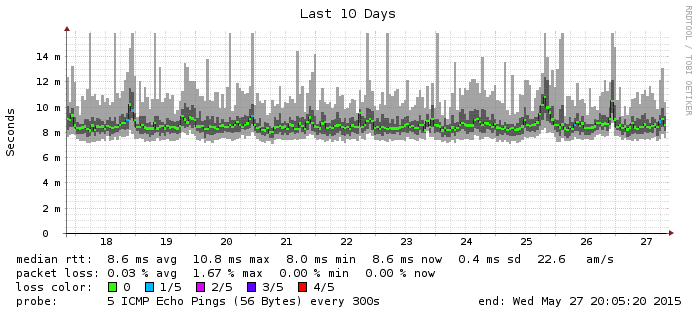 Last 10 Days
RRDTOOL / TOBI OETIKER
Seconds
14 m
12 m
10 m
8 m
6 m
4 m
2 m
0
18 19 20 21 22 23 24 25 26 27
median rtt: 8.6 ms avg 10.8 ms max 8.0 ms min 8.6 ms now 0.4 ms sd 22.6 am/s
packet loss: 0.03 % avg 1.67 % max 0.00 % min 0.00 % now
loss color: 0 1/5 2/5 3/5 4/5
probe: 5 ICMP Echo Pings (56 Bytes) every 300s end: Wed May 27 20:05:20 2015